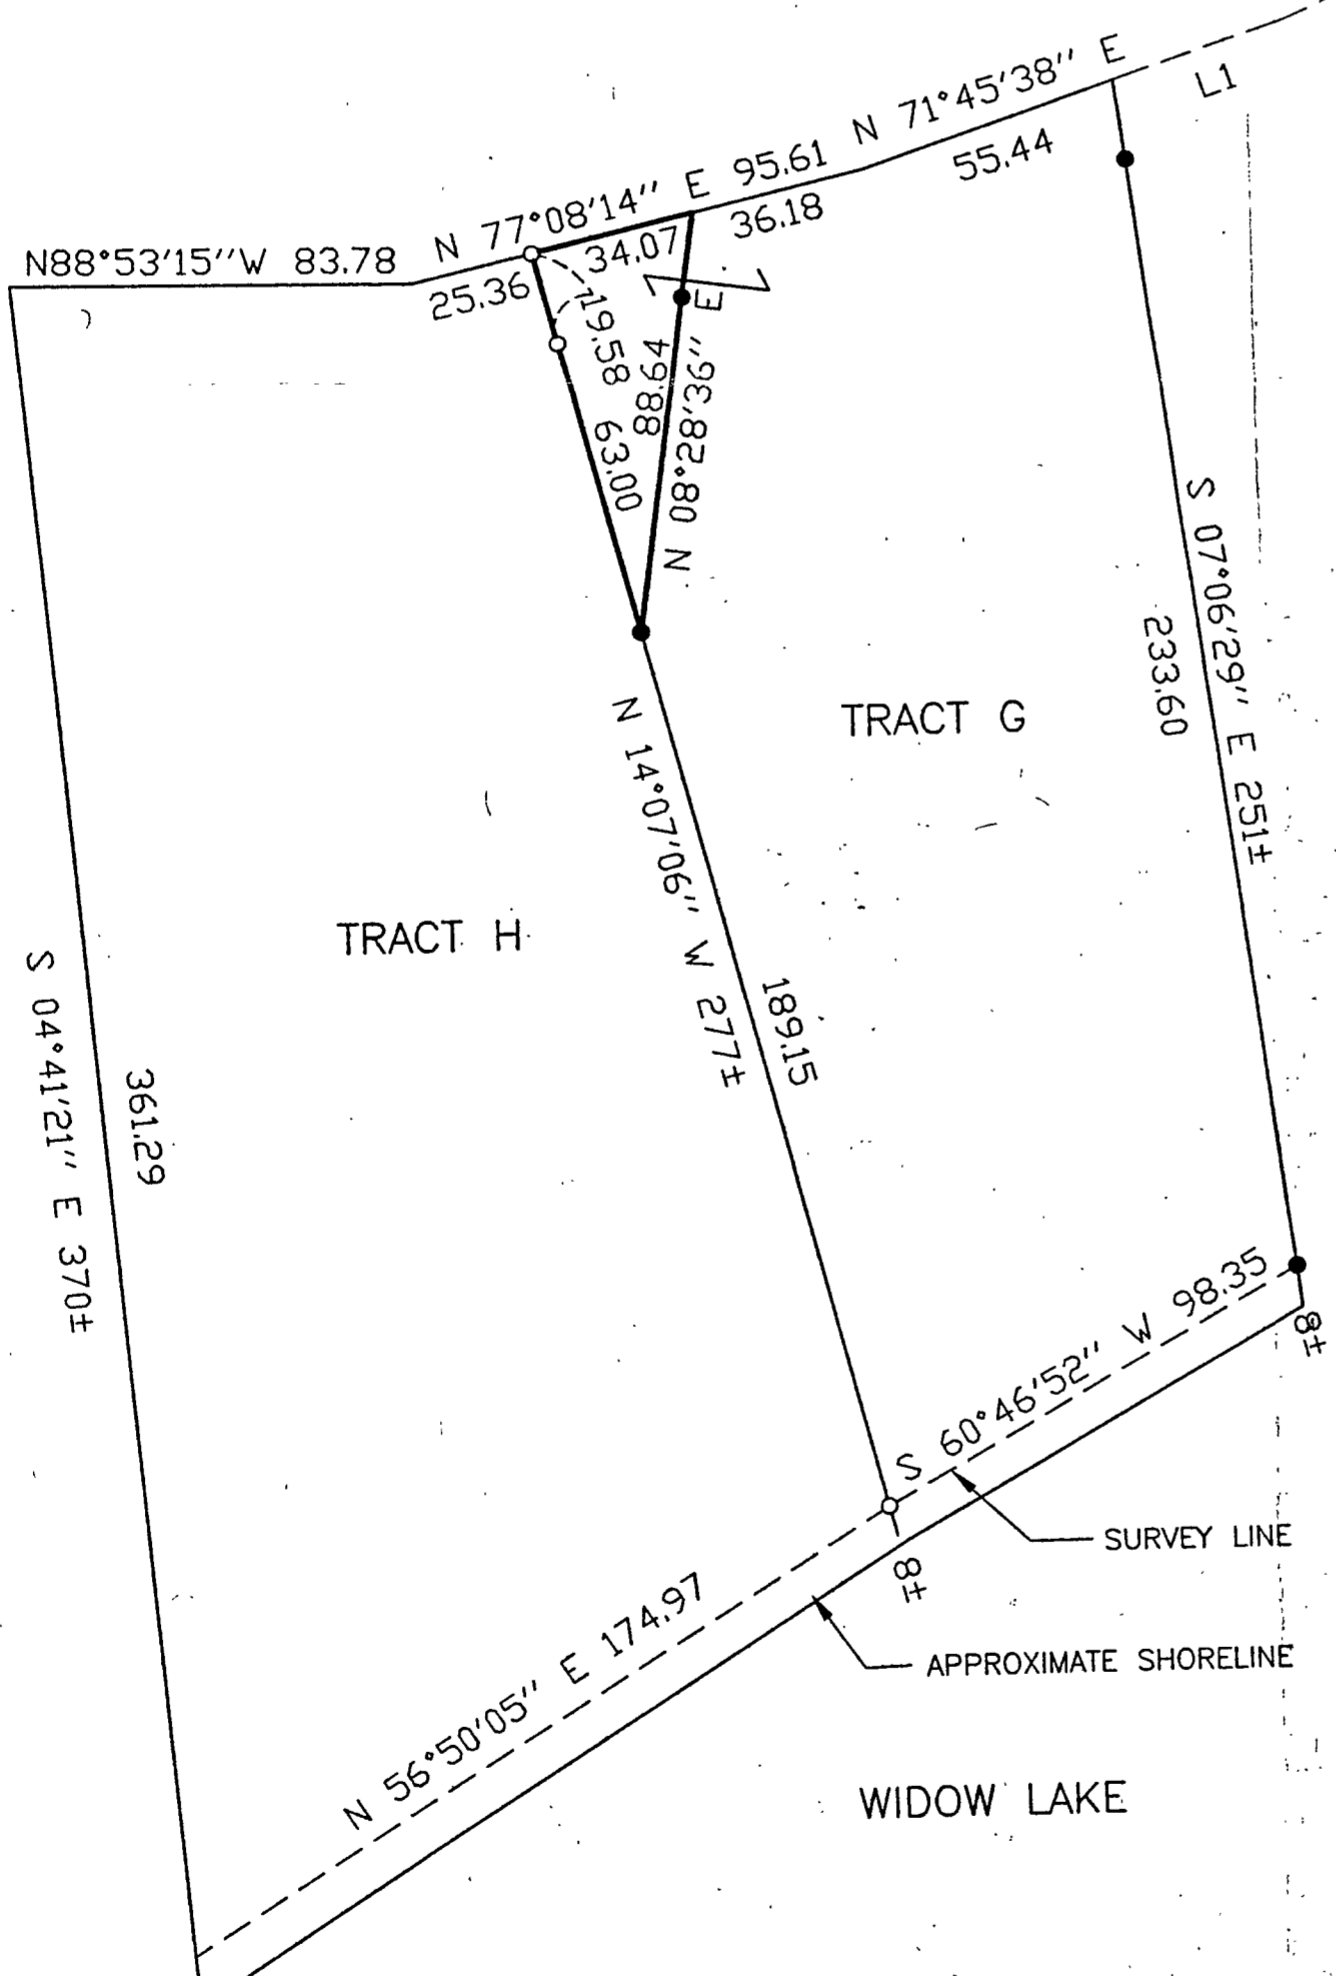 N 71°45'38" E
L1
55.44
N 77°08'14" E 95.61
36.18
34.07
N88°53'15"W 83.78
25.36
19.58
63.00
88.64
N 08°28'36" E
S 07°06'29" E 251±
233.60
TRACT G
N 14°07'06" W 277±
189.15
TRACT H
S 04°41'21" E 370±
361.29
S 60°46'52" W 98.35
8±
SURVEY LINE
8±
N 56°50'05" E 174.97
APPROXIMATE SHORELINE
WIDOW LAKE